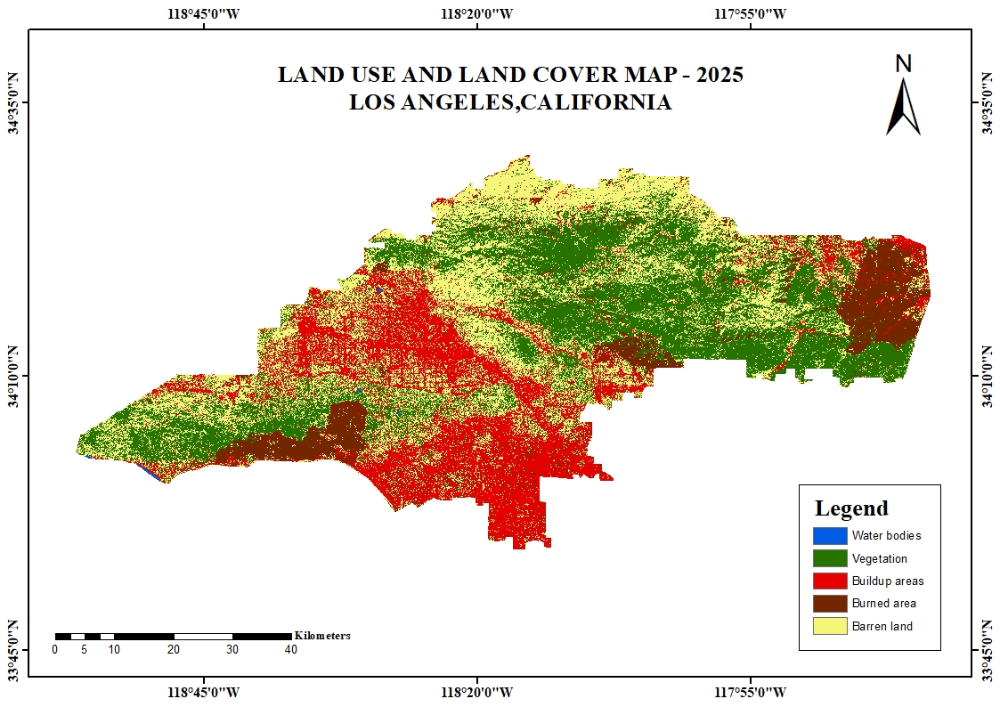 118°45'0"W 118°20'0"W 117°55'0"W
LAND USE AND LAND COVER MAP - 2025
LOS ANGELES,CALIFORNIA
N
34°35'0"N 34°35'0"N
34°10'0"N 34°10'0"N
Legend
Water bodies
Vegetation
Buildup areas
Burned area
Barren land
33°45'0"N 33°45'0"N
Kilometers
0 5 10 20 30 40
118°45'0"W 118°20'0"W 117°55'0"W